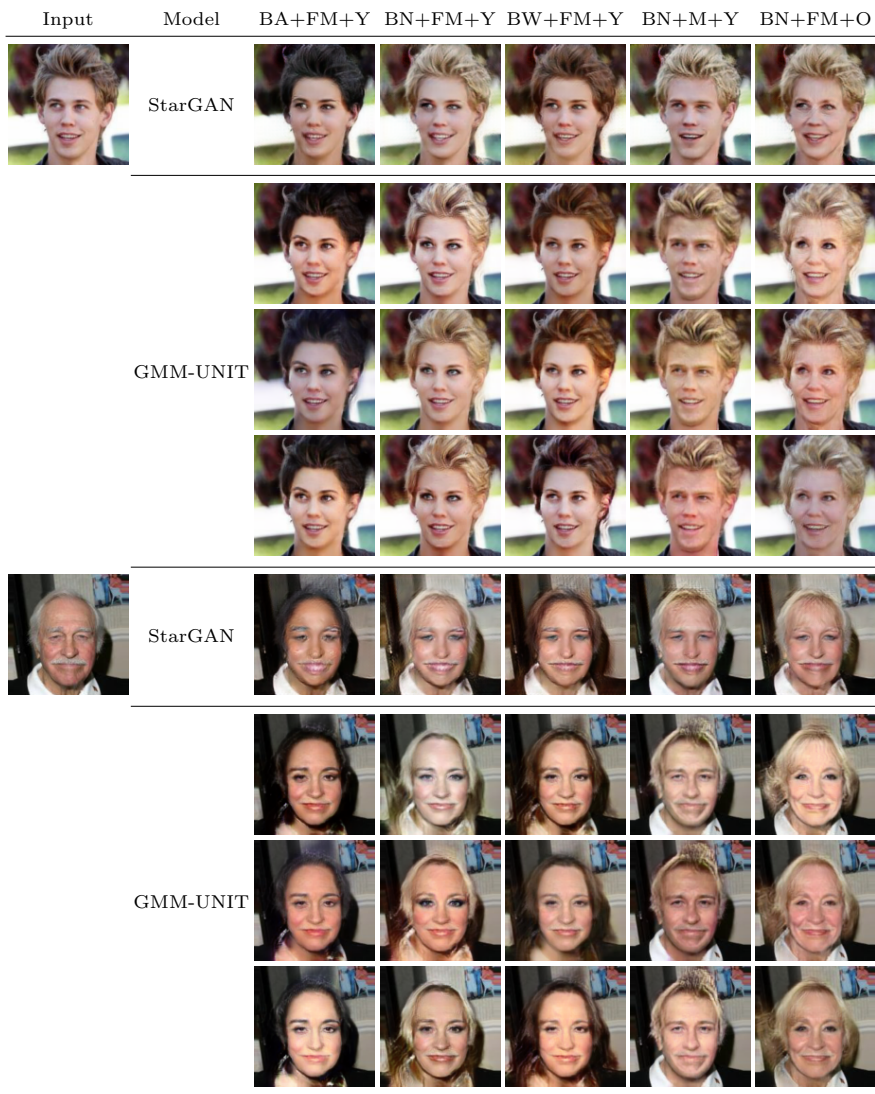 Input Model BA+FM+Y BN+FM+Y BW+FM+Y BN+M+Y BN+FM+O
StarGAN
GMM-UNIT
StarGAN
GMM-UNIT